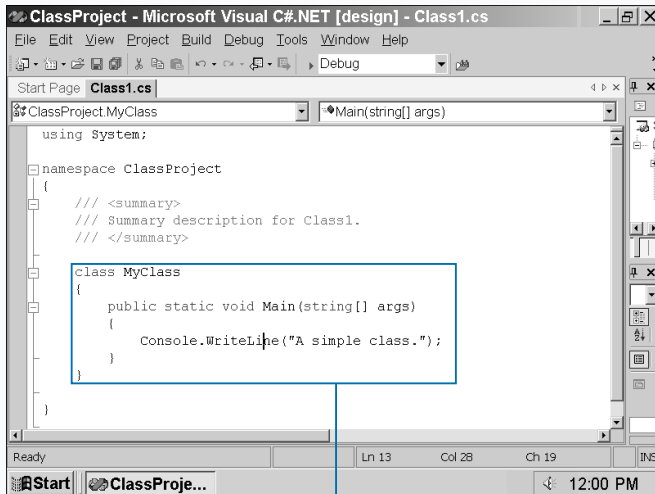 ClassProject - Microsoft Visual C#.NET [design] - Class1.cs
File Edit View Project Build Debug Tools Window Help
Debug
Start Page Class1.cs
ClassProject.MyClass Main(string[] args)
using System;
namespace ClassProject
{
/// <summary>
/// Summary description for Class1.
/// </summary>
class MyClass
{
public static void Main(string[] args)
{
Console.WriteLine("A simple class.");
}
}
}
Ready Ln 13 Col 28 Ch 19 INS
Start ClassProje... 12:00 PM